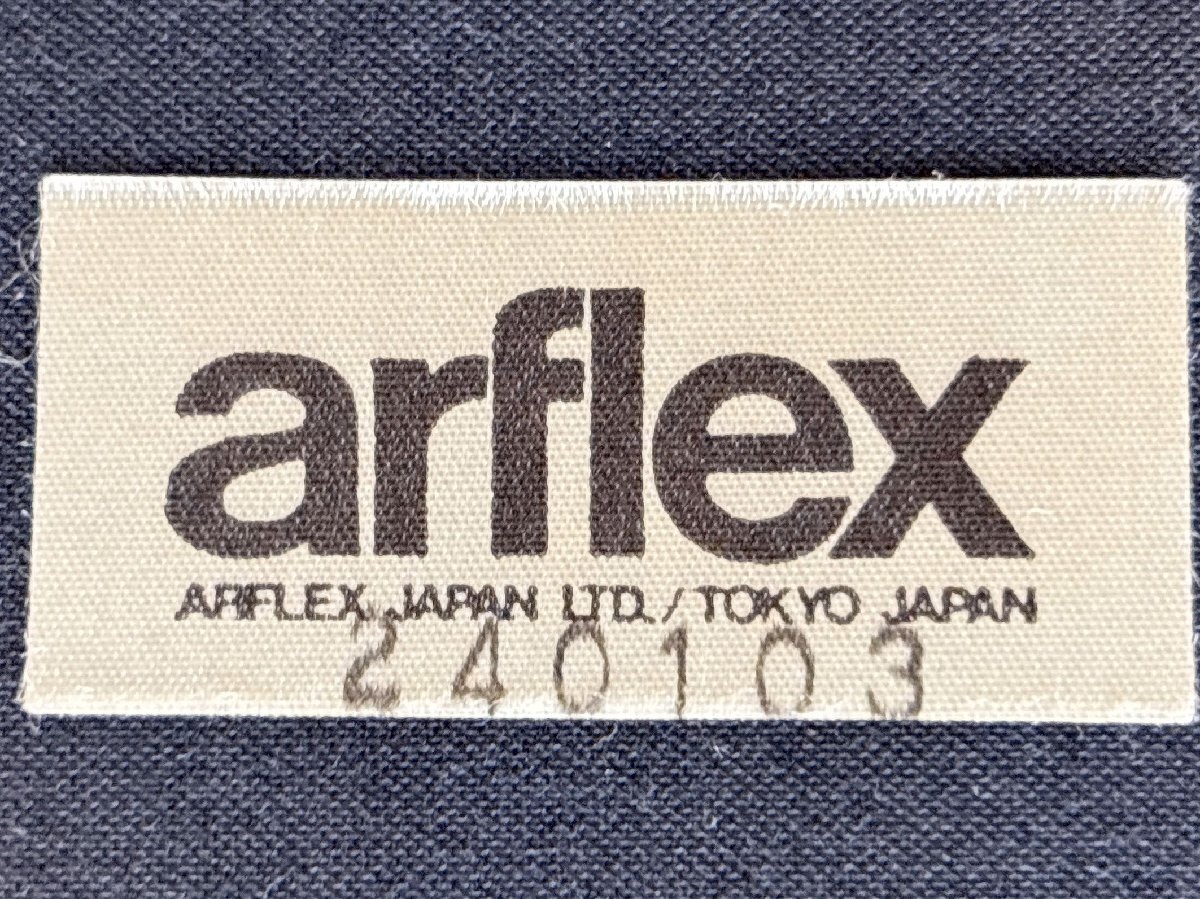 arflex
ARFLEX JAPAN LTD. / TOKYO JAPAN
240103